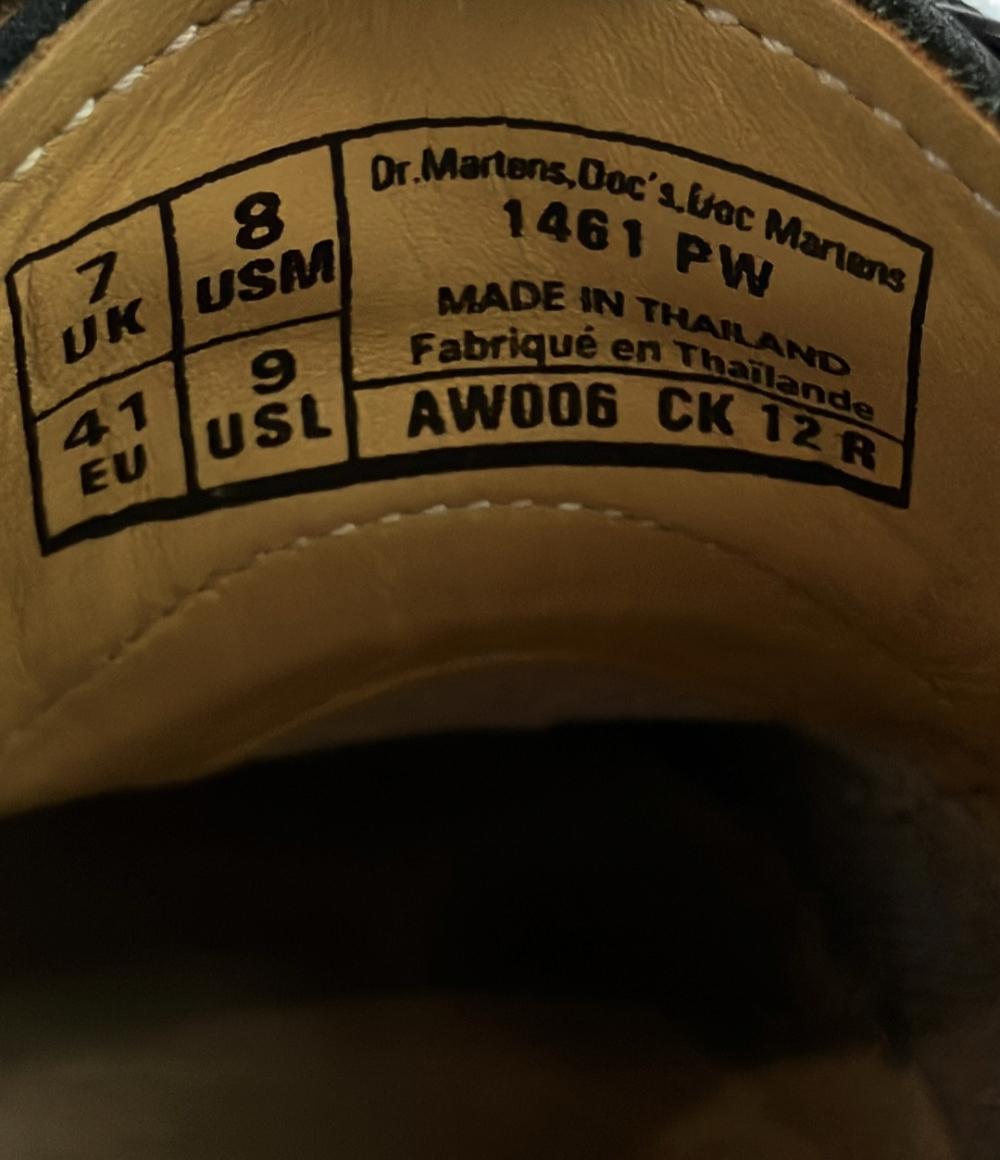 7
UK
8
USM
41
EU
9
USL
Dr.Martens,Doc's,Doc Martens
1461 PW
MADE IN THAILAND
Fabriqué en Thaïlande
AW006 CK 12 R